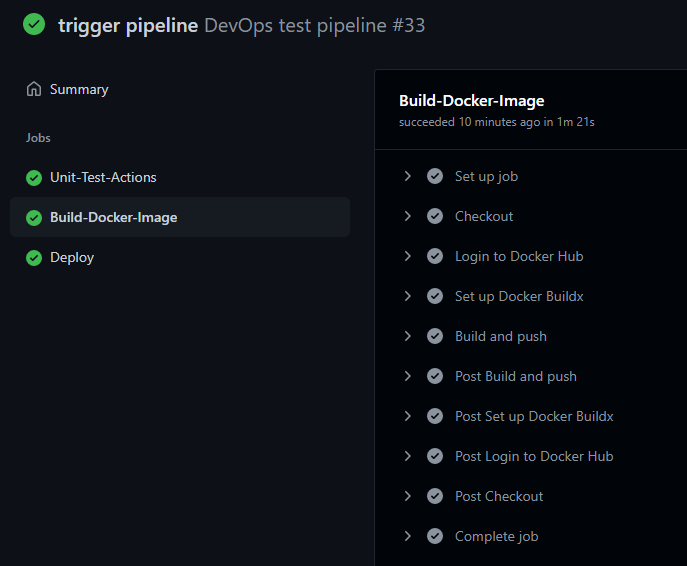 trigger pipeline DevOps test pipeline #33
Summary
Jobs
Unit-Test-Actions
Build-Docker-Image
Deploy
Build-Docker-Image
succeeded 10 minutes ago in 1m 21s
Set up job
Checkout
Login to Docker Hub
Set up Docker Buildx
Build and push
Post Build and push
Post Set up Docker Buildx
Post Login to Docker Hub
Post Checkout
Complete job